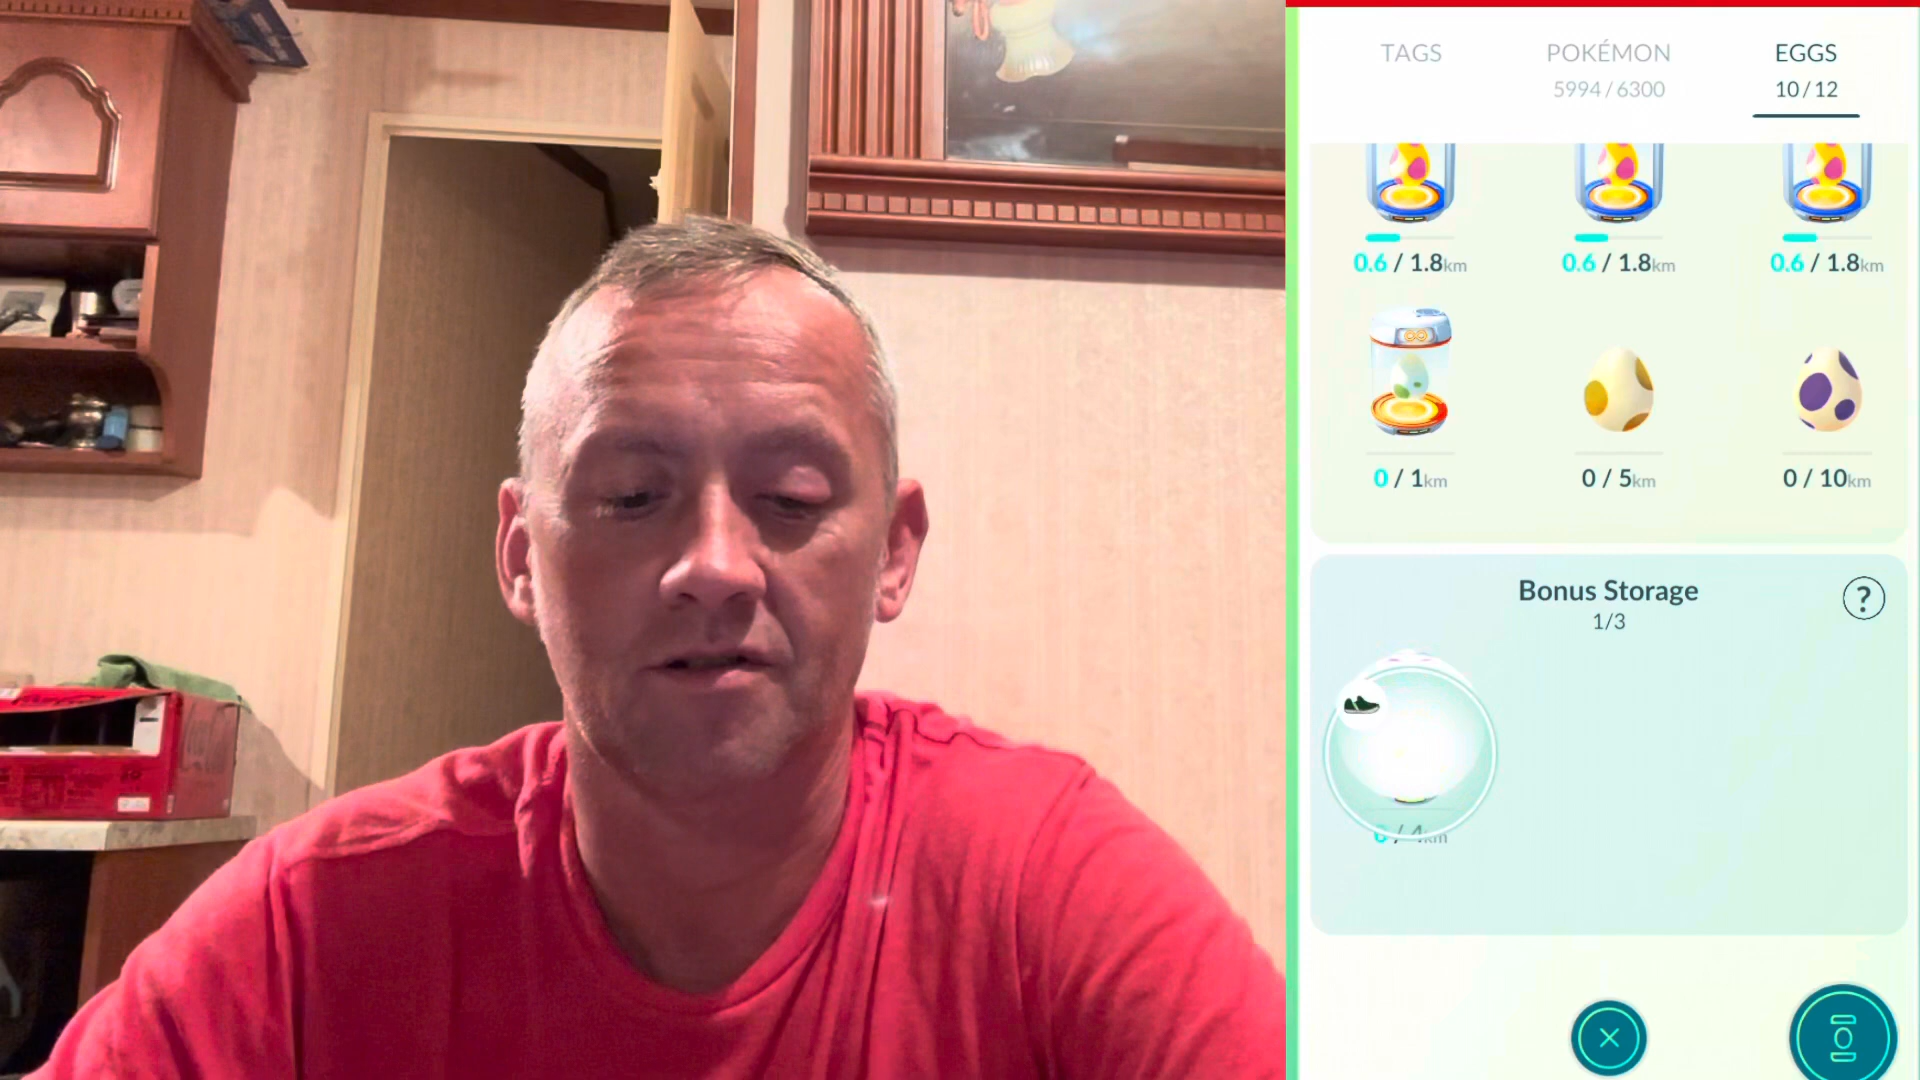 TAGS POKÉMON EGGS
5994 / 6300 10 / 12
0.6 / 1.8km 0.6 / 1.8km 0.6 / 1.8km
0 / 1km 0 / 5km 0 / 10km
Bonus Storage ?
1/3
/ 4km